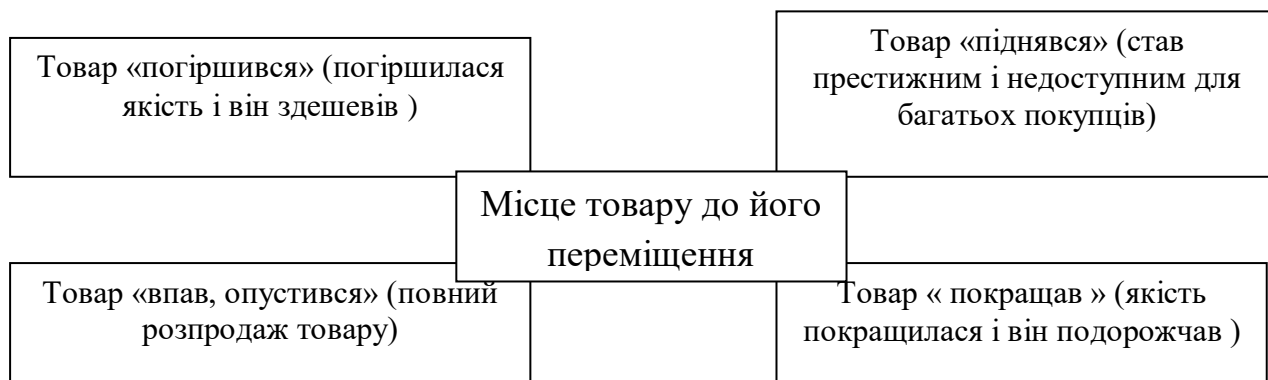 Товар «погіршився» (погіршилася
якість і він здешевів )
Товар «піднявся» (став
престижним і недоступним для
багатьох покупців)
Місце товару до його
переміщення
Товар «впав, опустився» (повний
розпродаж товару)
Товар « покращав » (якість
покращилася і він подорожчав )